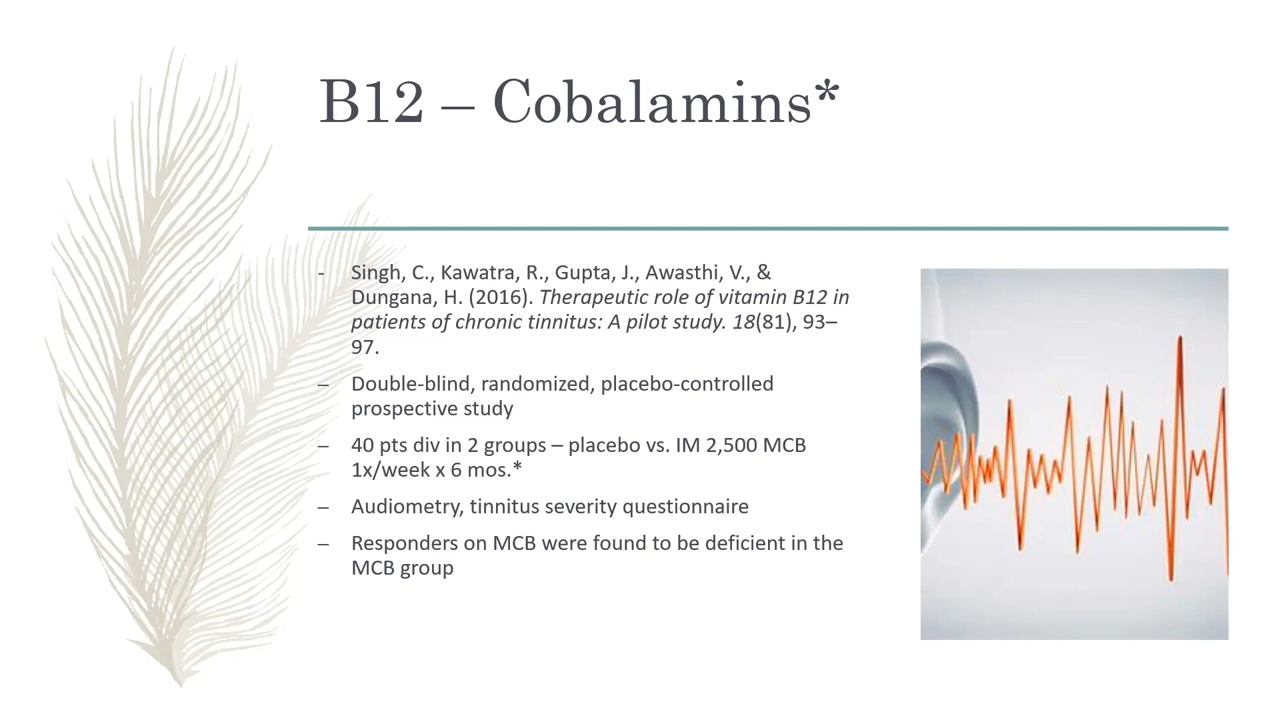 B12 – Cobalamins*
- Singh, C., Kawatra, R., Gupta, J., Awasthi, V., &
Dungana, H. (2016). Therapeutic role of vitamin B12 in
patients of chronic tinnitus: A pilot study. 18(81), 93–
97.
– Double-blind, randomized, placebo-controlled
prospective study
– 40 pts div in 2 groups – placebo vs. IM 2,500 MCB
1x/week x 6 mos.*
– Audiometry, tinnitus severity questionnaire
– Responders on MCB were found to be deficient in the
MCB group